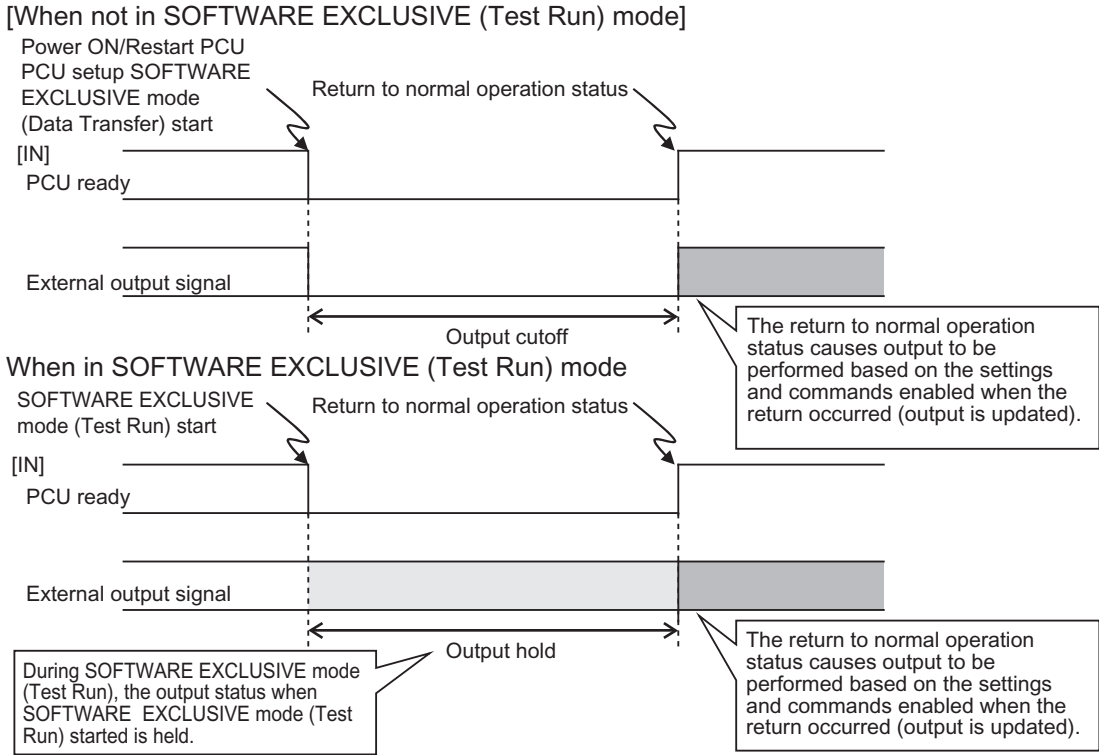 [When not in SOFTWARE EXCLUSIVE (Test Run) mode]
Power ON/Restart PCU
PCU setup SOFTWARE
EXCLUSIVE mode
(Data Transfer) start
Return to normal operation status
[IN]
PCU ready
External output signal
Output cutoff
The return to normal operation
status causes output to be
performed based on the settings
and commands enabled when the
return occurred (output is updated).
When in SOFTWARE EXCLUSIVE (Test Run) mode
SOFTWARE EXCLUSIVE
mode (Test Run) start
Return to normal operation status
[IN]
PCU ready
External output signal
Output hold
During SOFTWARE EXCLUSIVE mode
(Test Run), the output status when
SOFTWARE EXCLUSIVE mode (Test
Run) started is held.
The return to normal operation
status causes output to be
performed based on the settings
and commands enabled when the
return occurred (output is updated).